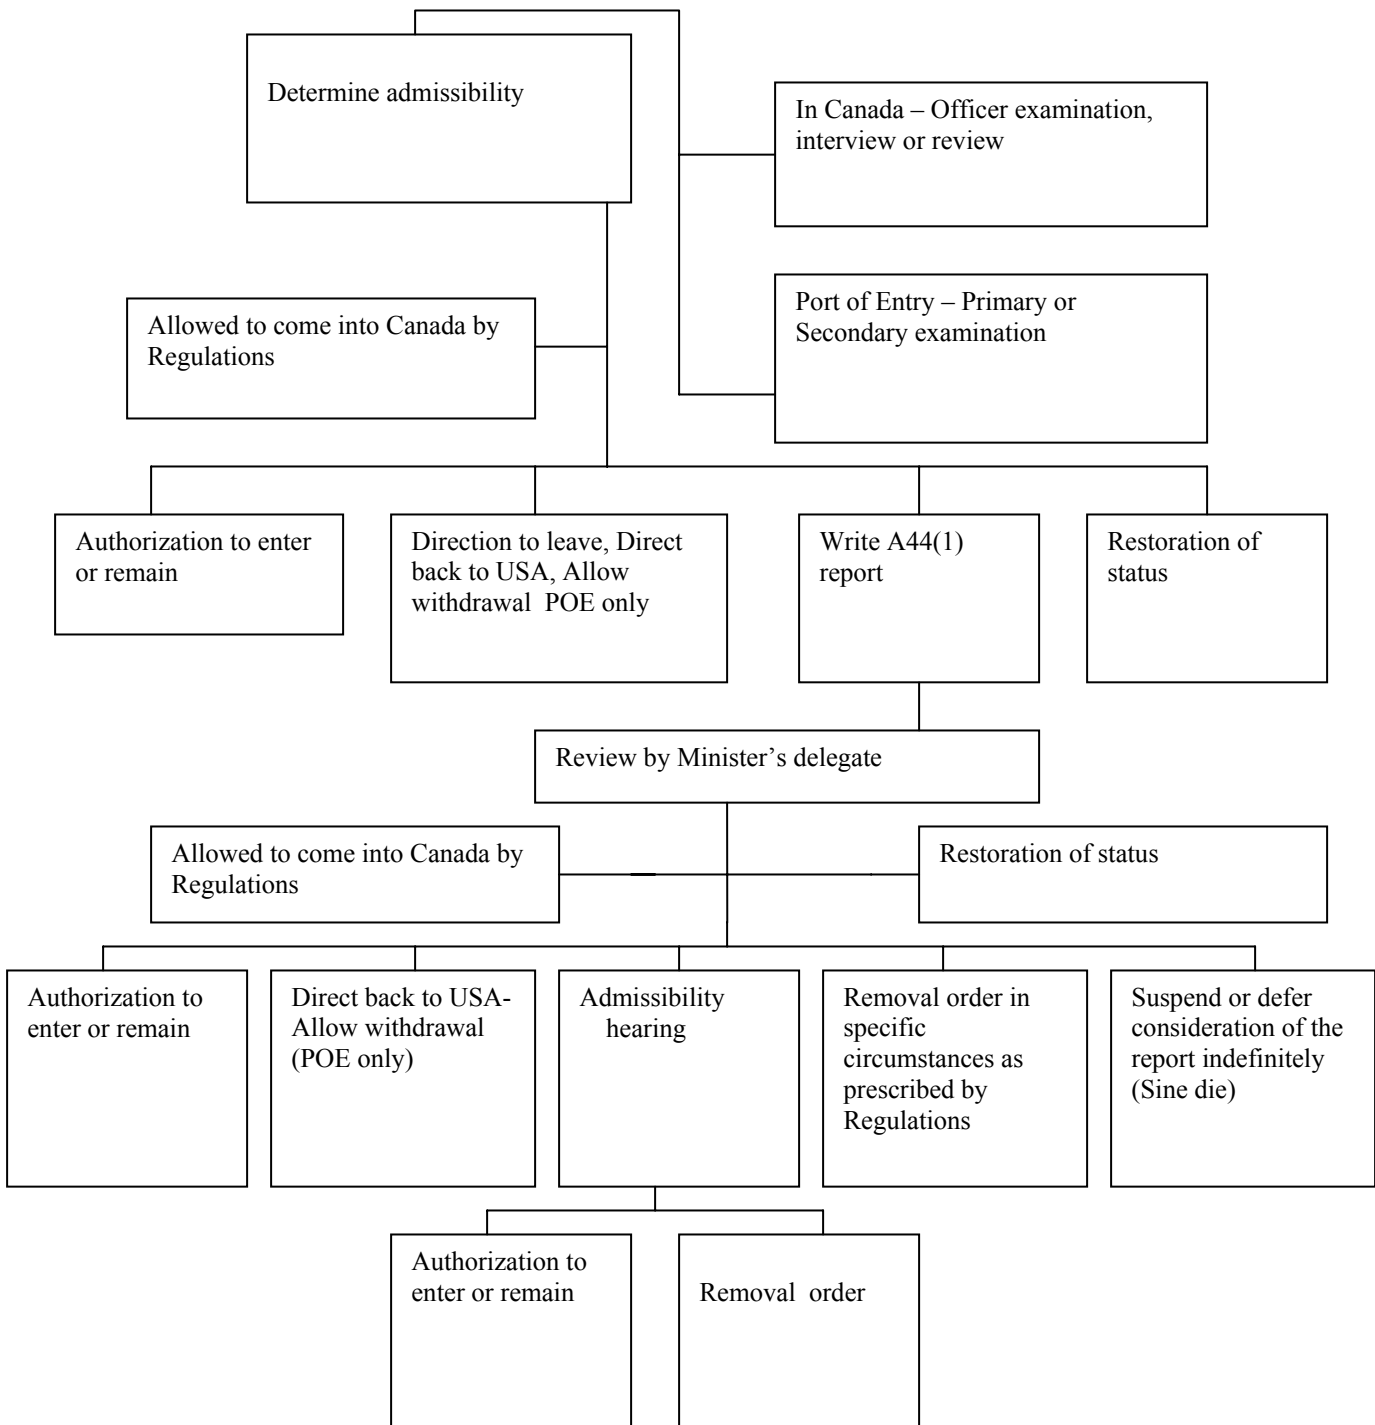 Determine admissibility
In Canada – Officer examination,
interview or review
Port of Entry – Primary or
Secondary examination
Allowed to come into Canada by
Regulations
Authorization to enter
or remain
Direction to leave, Direct
back to USA, Allow
withdrawal  POE only
Write A44(1)
report
Restoration of
status
Review by Minister’s delegate
Allowed to come into Canada by
Regulations
Restoration of status
Authorization to
enter or remain
Direct back to USA-
Allow withdrawal
(POE only)
Admissibility
hearing
Removal order in
specific
circumstances as
prescribed by
Regulations
Suspend or defer
consideration of the
report indefinitely
(Sine die)
Authorization to
enter or remain
Removal  order